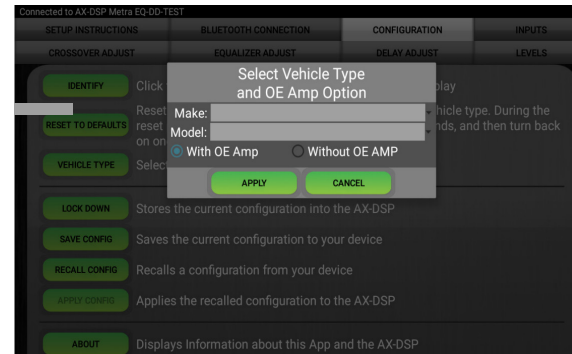 Connected to AX-DSP Metra EQ-DD-TEST
SETUP INSTRUCTIONS BLUETOOTH CONNECTION CONFIGURATION INPUTS
CROSSOVER ADJUST EQUALIZER ADJUST DELAY ADJUST LEVELS
Select Vehicle Type
and OE Amp Option
IDENTIFY Click play
Reset hicle type. During the
Make:
RESET TO DEFAULTS reset nds, and then turn back
Model:
on on
With OE Amp Without OE AMP
VEHICLE TYPE Selec
APPLY CANCEL
LOCK DOWN Stores the current configuration into the AX-DSP
SAVE CONFIG Saves the current configuration to your device
RECALL CONFIG Recalls a configuration from your device
APPLY CONFIG Applies the recalled configuration to the AX-DSP
ABOUT Displays Information about this App and the AX-DSP